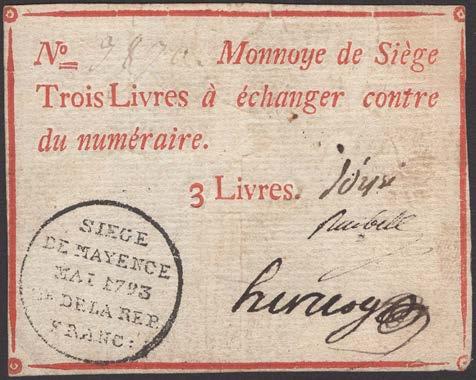 Nº 3870. Monnoye de Siège
Trois Livres à échanger contre
du numéraire.
3 Livres.
SIEGE
DE MAYENCE
MAI 1793
DE LA REP.
FRANC: